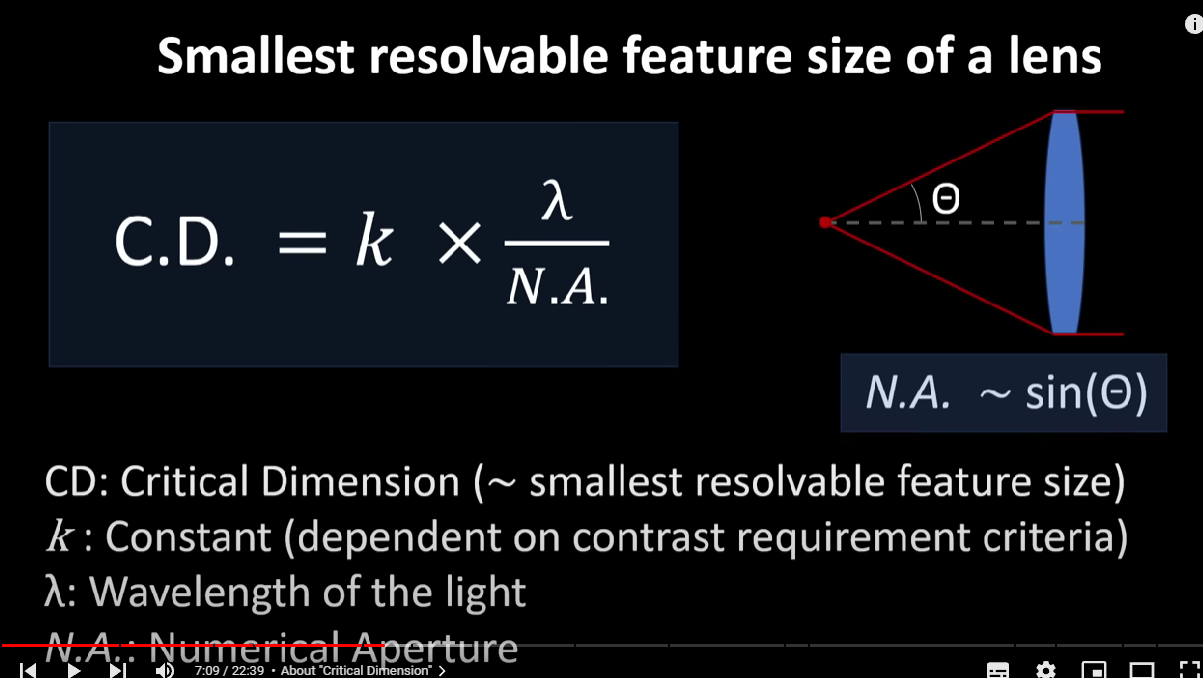 Smallest resolvable feature size of a lens
C.D. = k × λ / N.A.
Θ
N.A. ~ sin(Θ)
CD: Critical Dimension (~ smallest resolvable feature size)
k : Constant (dependent on contrast requirement criteria)
λ: Wavelength of the light
N.A.: Numerical Aperture
7:09 / 22:39 • About "Critical Dimension" >